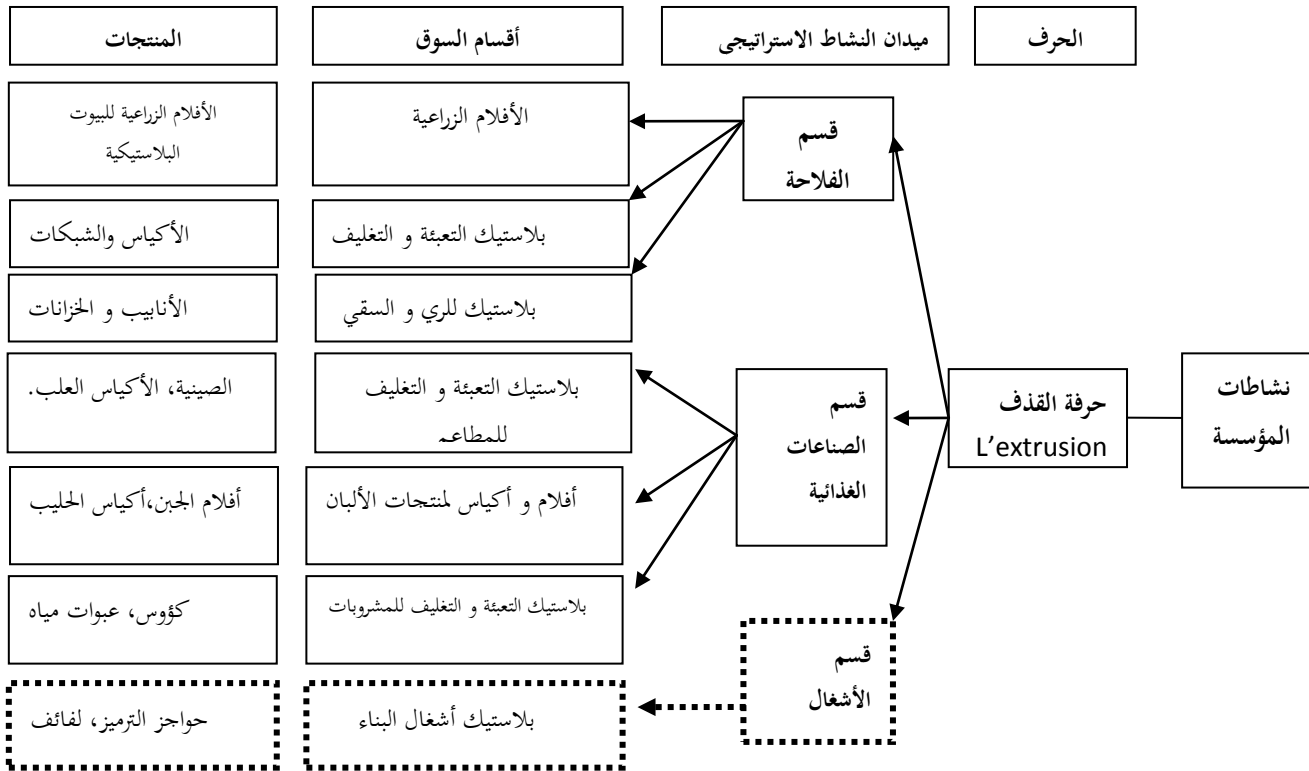 الحرف
ميدان النشاط الاستراتيجى
أقسام السوق
المنتجات
نشاطات
المؤسسة
حرفة القذف
L'extrusion
قسم
الفلاحة
الأفلام الزراعية
الأفلام الزراعية للبيوت
البلاستيكية
بلاستيك التعبئة و التغليف
الأكياس والشبكات
بلاستيك للري و السقي
الأنابيب و الخزانات
قسم
الصناعات
الغذائية
بلاستيك التعبئة و التغليف
للمطاعم
الصينية، الأكياس العلب.
أفلام و أكياس لمنتجات الألبان
أفلام الجبن،أكياس الحليب
بلاستيك التعبئة و التغليف للمشروبات
كؤوس، عبوات مياه
قسم
الأشغال
بلاستيك أشغال البناء
حواجز الترميز، لفائف